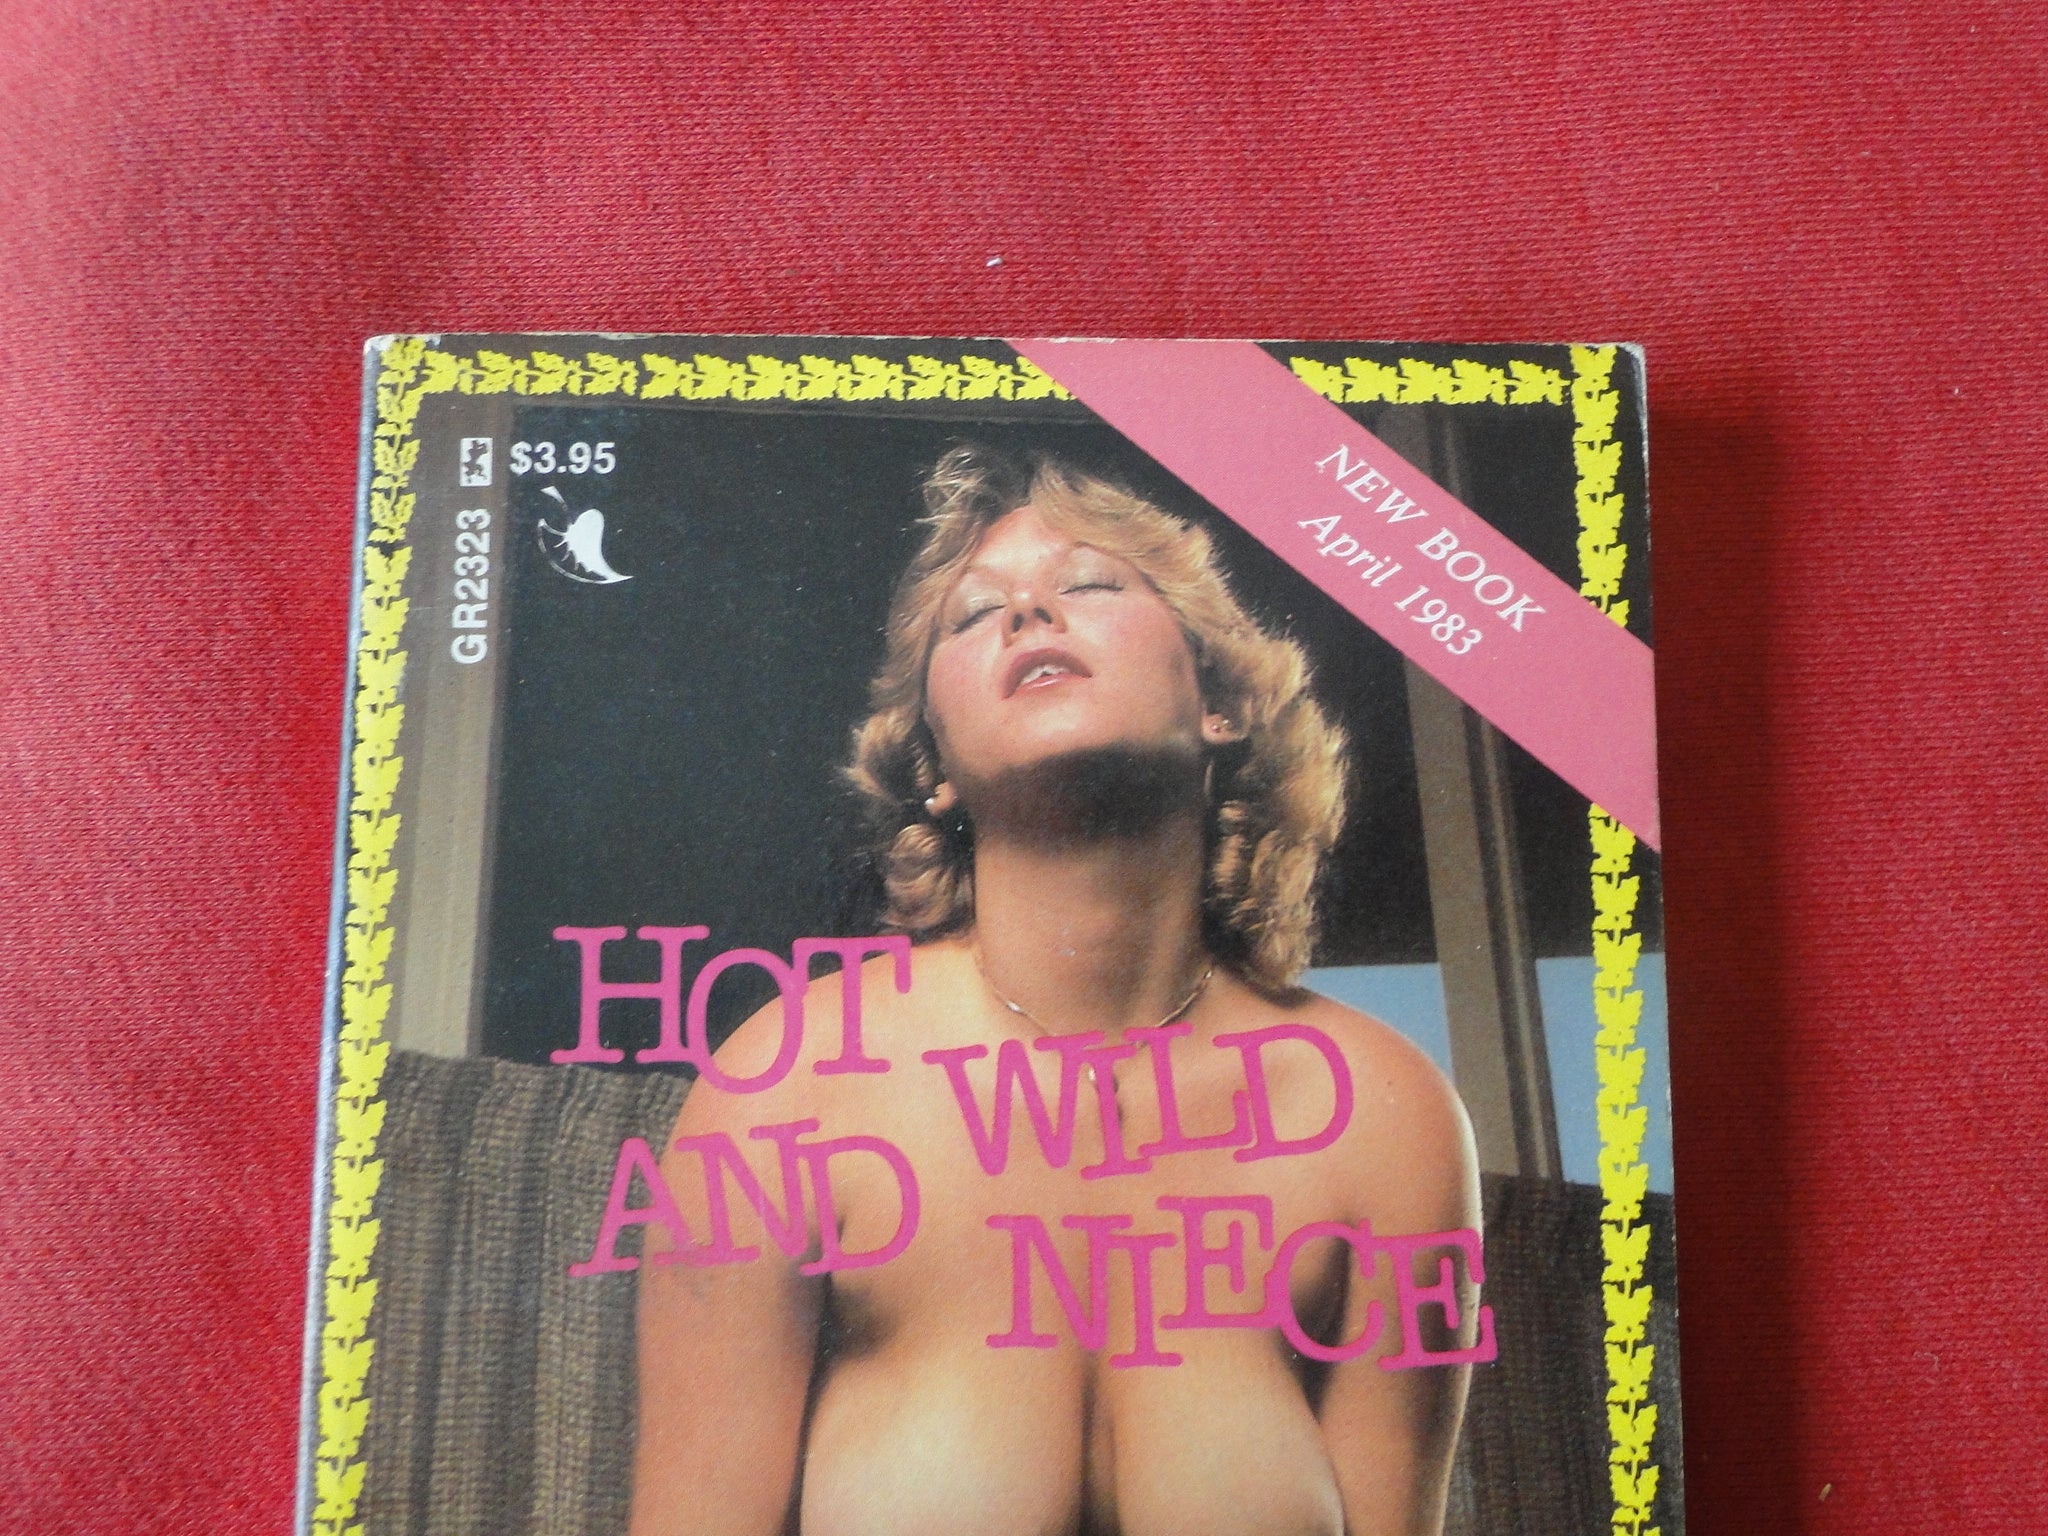 $3.95
GR2323
NEW BOOK
April 1983
HOT
AND WILD
NIECE